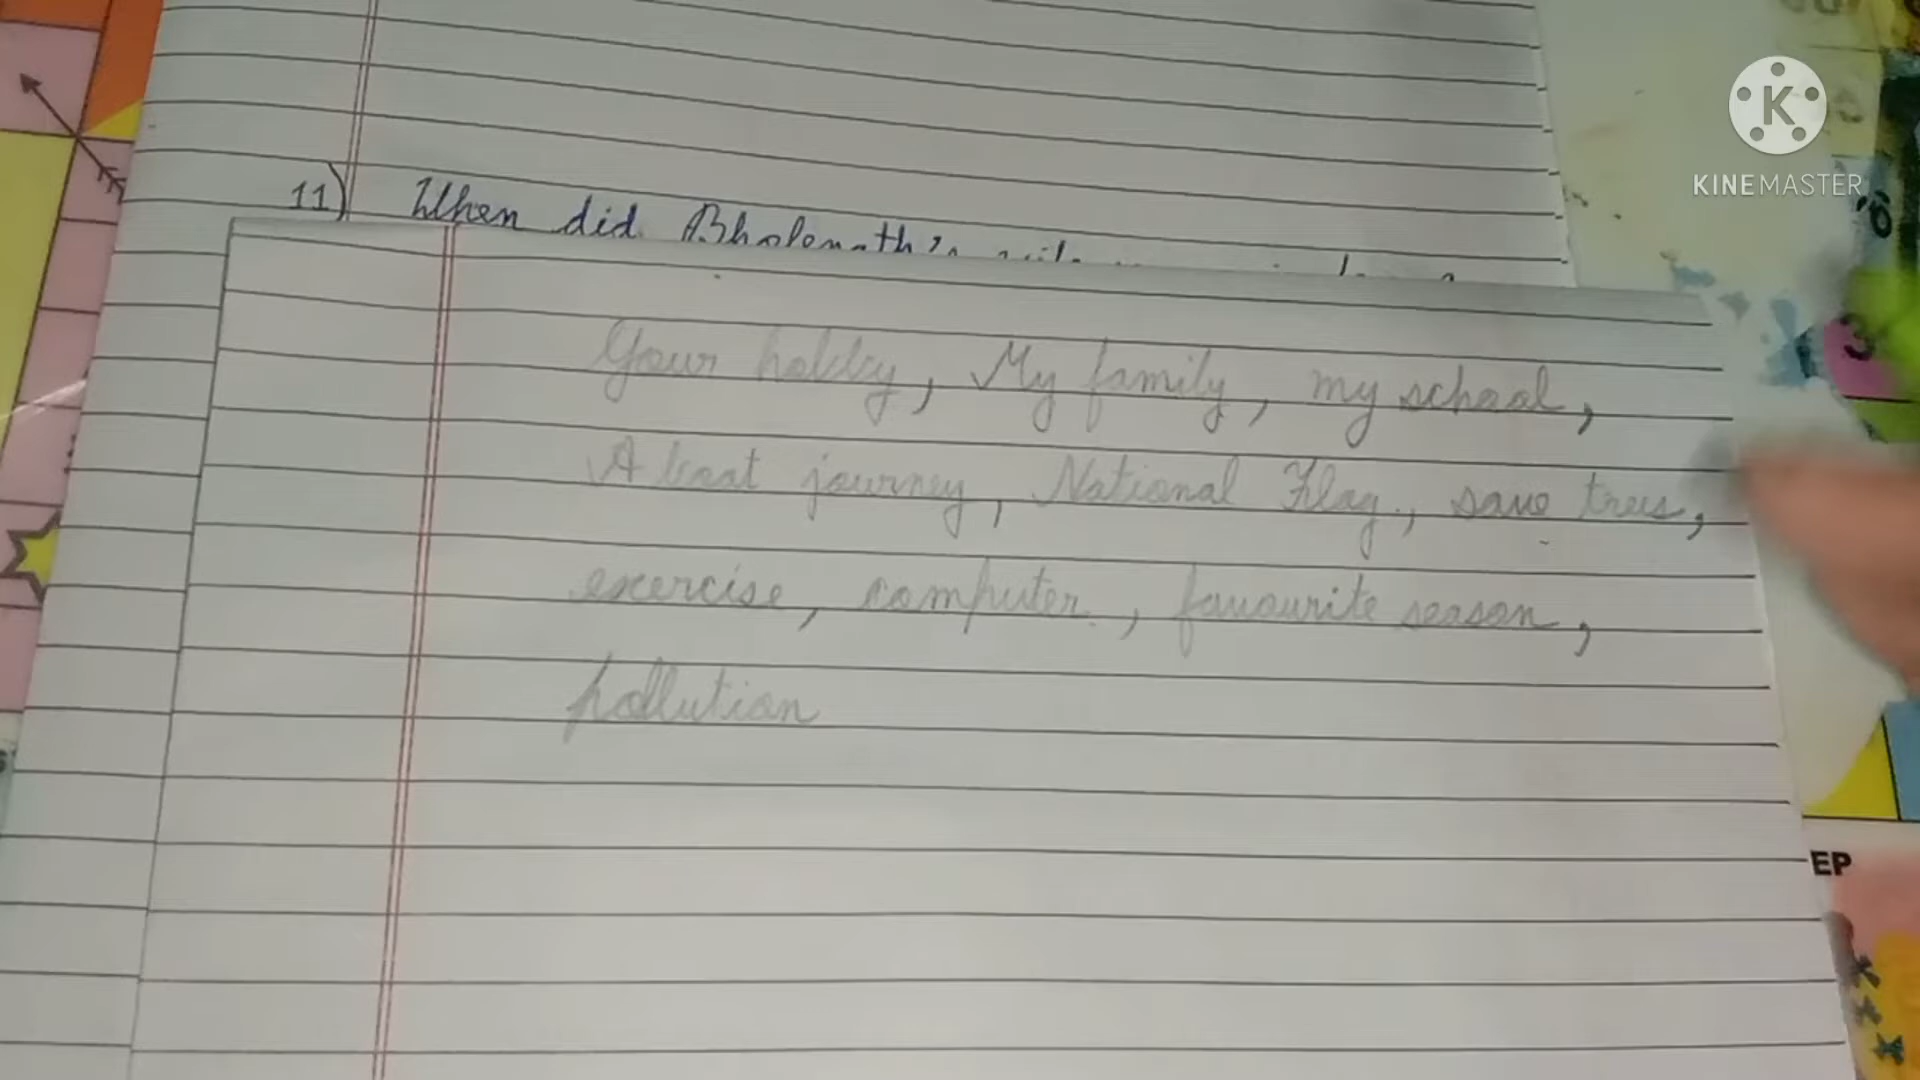 KINEMASTER
11) When did Bholenath's
Your hobby, My family, my school,
A boat journey, National Flag, save trees,
exercise, computer, favourite season,
pollution
EP